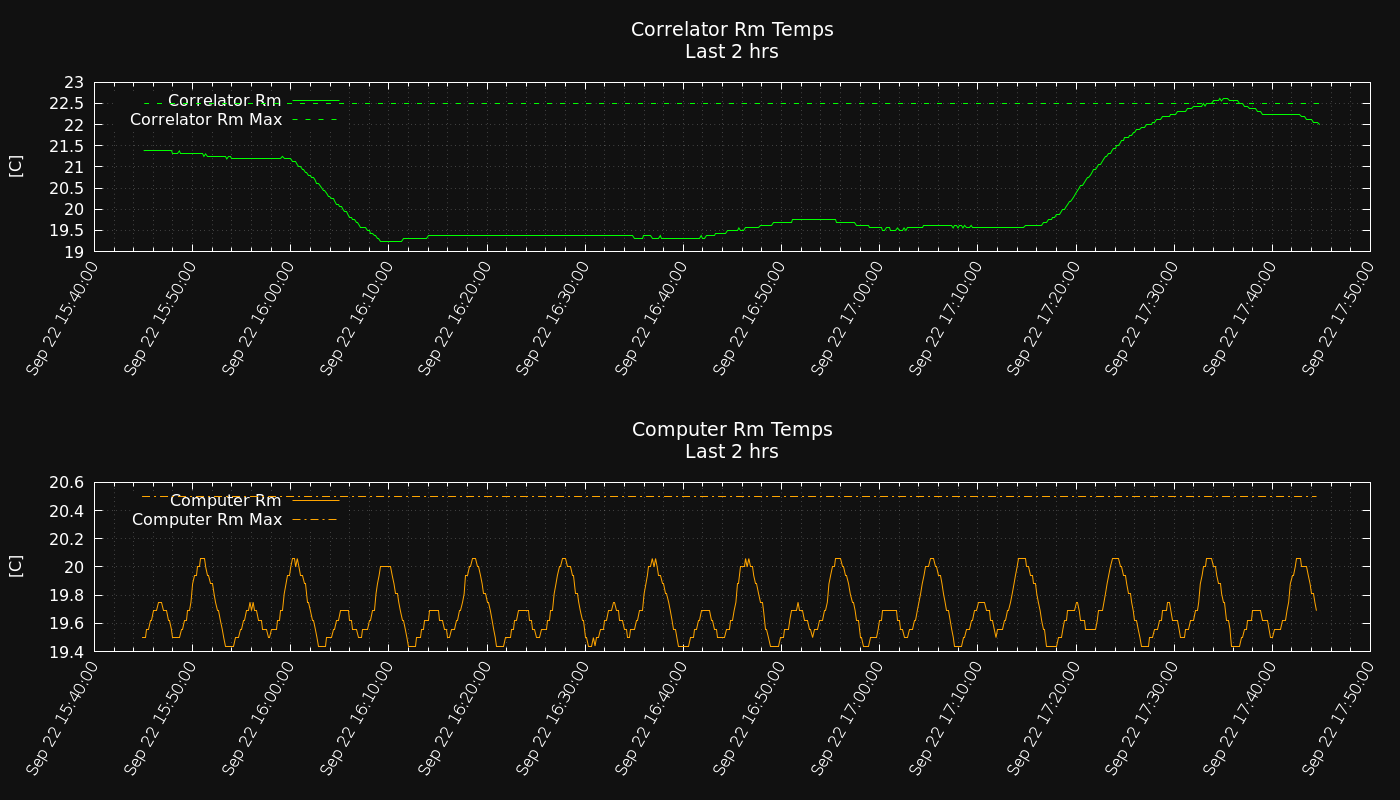 Correlator Rm Temps
Last 2 hrs
23
22.5
22
21.5
21
20.5
20
19.5
19
[C]
Correlator Rm
Correlator Rm Max
Sep 22 15:40:00
Sep 22 15:50:00
Sep 22 16:00:00
Sep 22 16:10:00
Sep 22 16:20:00
Sep 22 16:30:00
Sep 22 16:40:00
Sep 22 16:50:00
Sep 22 17:00:00
Sep 22 17:10:00
Sep 22 17:20:00
Sep 22 17:30:00
Sep 22 17:40:00
Sep 22 17:50:00
Computer Rm Temps
Last 2 hrs
20.6
20.4
20.2
20
19.8
19.6
19.4
[C]
Computer Rm
Computer Rm Max
Sep 22 15:40:00
Sep 22 15:50:00
Sep 22 16:00:00
Sep 22 16:10:00
Sep 22 16:20:00
Sep 22 16:30:00
Sep 22 16:40:00
Sep 22 16:50:00
Sep 22 17:00:00
Sep 22 17:10:00
Sep 22 17:20:00
Sep 22 17:30:00
Sep 22 17:40:00
Sep 22 17:50:00